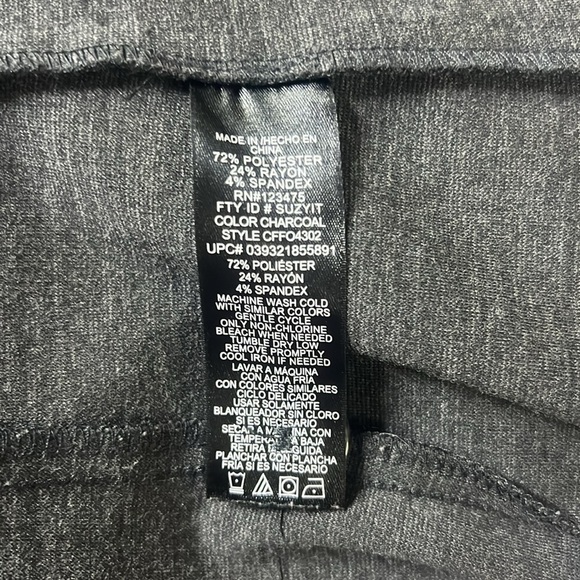 MADE IN /HECHO EN
CHINA
72% POLYESTER
24% RAYON
4% SPANDEX
RN#123475
FTY ID # SUZYIT
COLOR CHARCOAL
STYLE CFFO4302
UPC# 039321855891
72% POLIÉSTER
24% RAYÓN
4% SPANDEX
MACHINE WASH COLD
WITH SIMILAR COLORS
GENTLE CYCLE
ONLY NON-CHLORINE
BLEACH WHEN NEEDED
TUMBLE DRY LOW
REMOVE PROMPTLY
COOL IRON IF NEEDED
LAVAR A MÁQUINA
CON AGUA FRÍA
CON COLORES SIMILARES
CICLO DELICADO
USAR SOLAMENTE
BLANQUEADOR SIN CLORO
SI ES NECESARIO
A CON
A BAJA
PLANCHAR CON PLANCHA
FRÍA SI ES NECESARIO